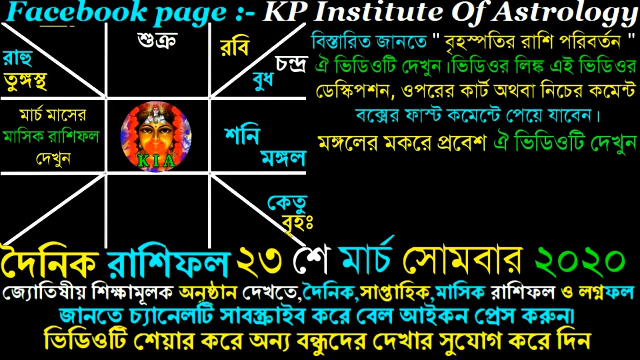 Facebook page :- KP Institute Of Astrology
শুক্র
রবি
চন্দ্র
বুধ
রাহু
তুঙ্গস্থ
মার্চ মাসের
মাসিক রাশিফল
দেখুন
KIA
শনি
মঙ্গল
কেতু
বৃহঃ
বিস্তারিত জানতে " বৃহস্পতির রাশি পরিবর্তন "
ঐ ভিডিওটি দেখুন।ভিডিওর লিঙ্ক এই ভিডিওর
ডেস্কিপশন, ওপরের কার্ট অথবা নিচের কমেন্ট
বক্সের ফার্স্ট কমেন্টে পেয়ে যাবেন।
মঙ্গলের মকরে প্রবেশ ঐ ভিডিওটি দেখুন
দৈনিক রাশিফল ২৩ শে মার্চ সোমবার ২০২০
জ্যোতিষীয় শিক্ষামূলক অনুষ্ঠান দেখতে,দৈনিক,সাপ্তাহিক,মাসিক রাশিফল ও লগ্নফল
জানতে চ্যানেলটি সাবস্ক্রাইব করে বেল আইকন প্রেস করুন।
ভিডিওটি শেয়ার করে অন্য বন্ধুদের দেখার সুযোগ করে দিন